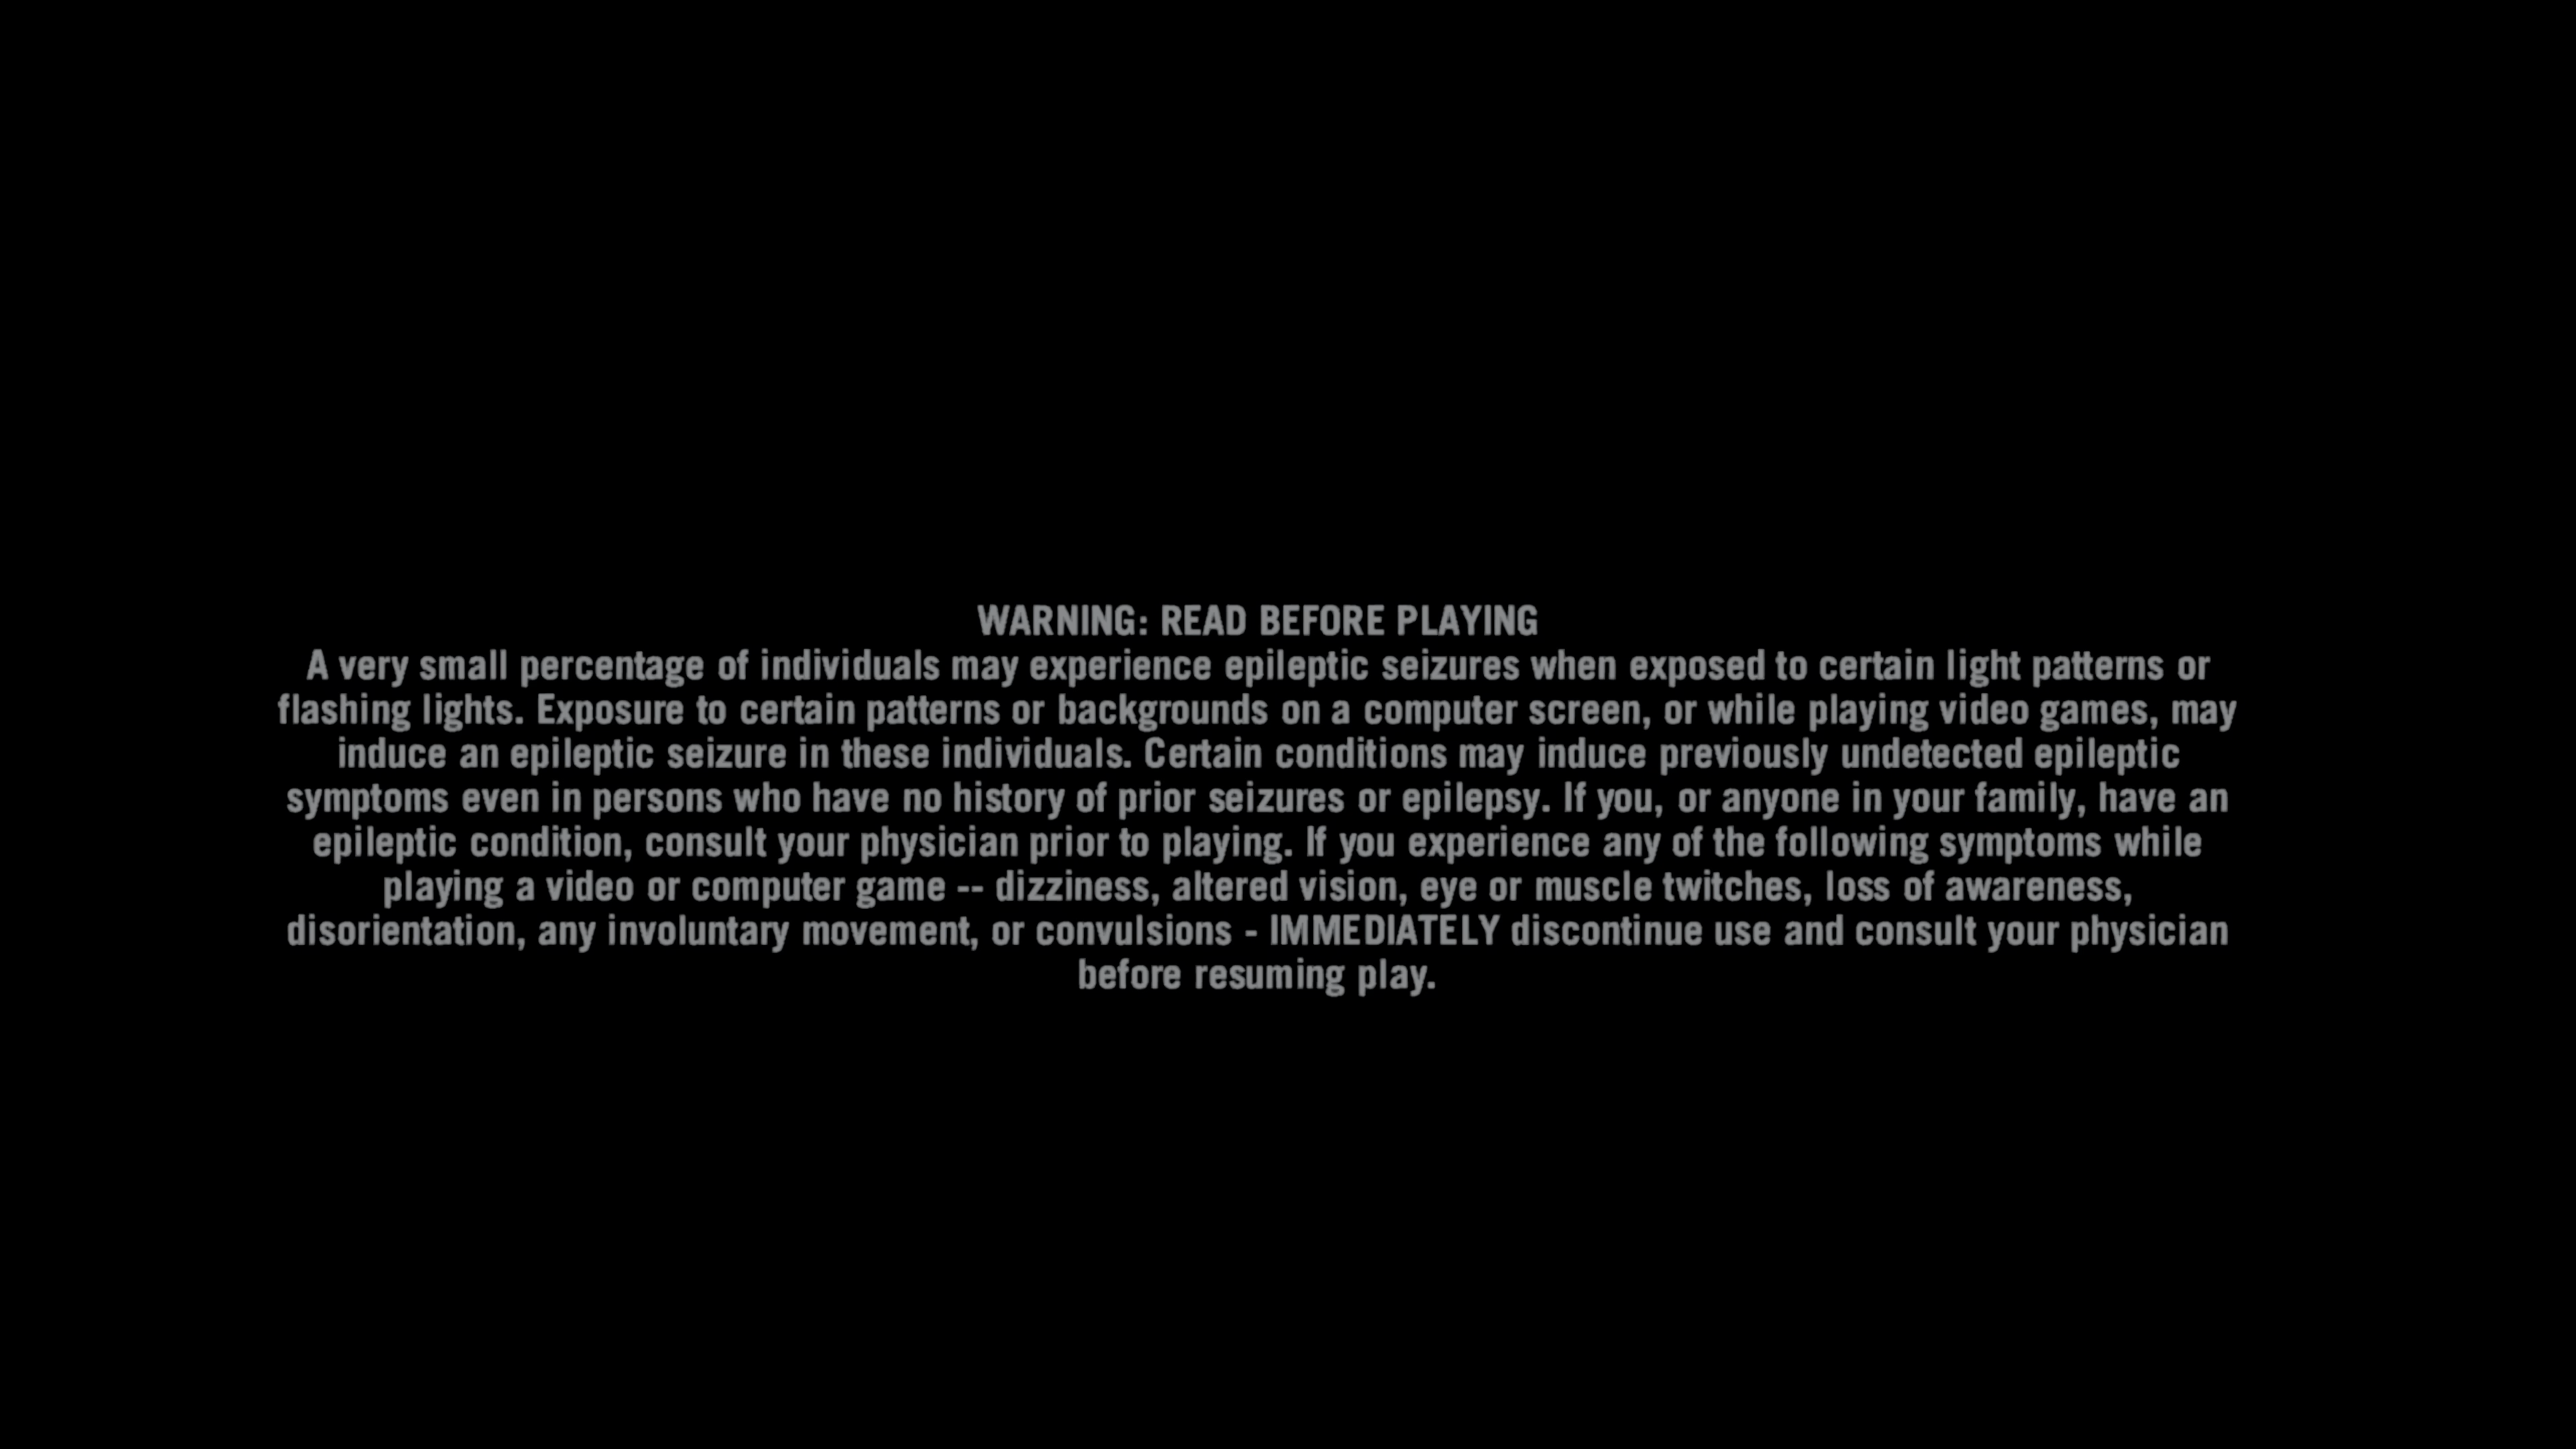 WARNING: READ BEFORE PLAYING
A very small percentage of individuals may experience epileptic seizures when exposed to certain light patterns or
flashing lights. Exposure to certain patterns or backgrounds on a computer screen, or while playing video games, may
induce an epileptic seizure in these individuals. Certain conditions may induce previously undetected epileptic
symptoms even in persons who have no history of prior seizures or epilepsy. If you, or anyone in your family, have an
epileptic condition, consult your physician prior to playing. If you experience any of the following symptoms while
playing a video or computer game -- dizziness, altered vision, eye or muscle twitches, loss of awareness,
disorientation, any involuntary movement, or convulsions - IMMEDIATELY discontinue use and consult your physician
before resuming play.